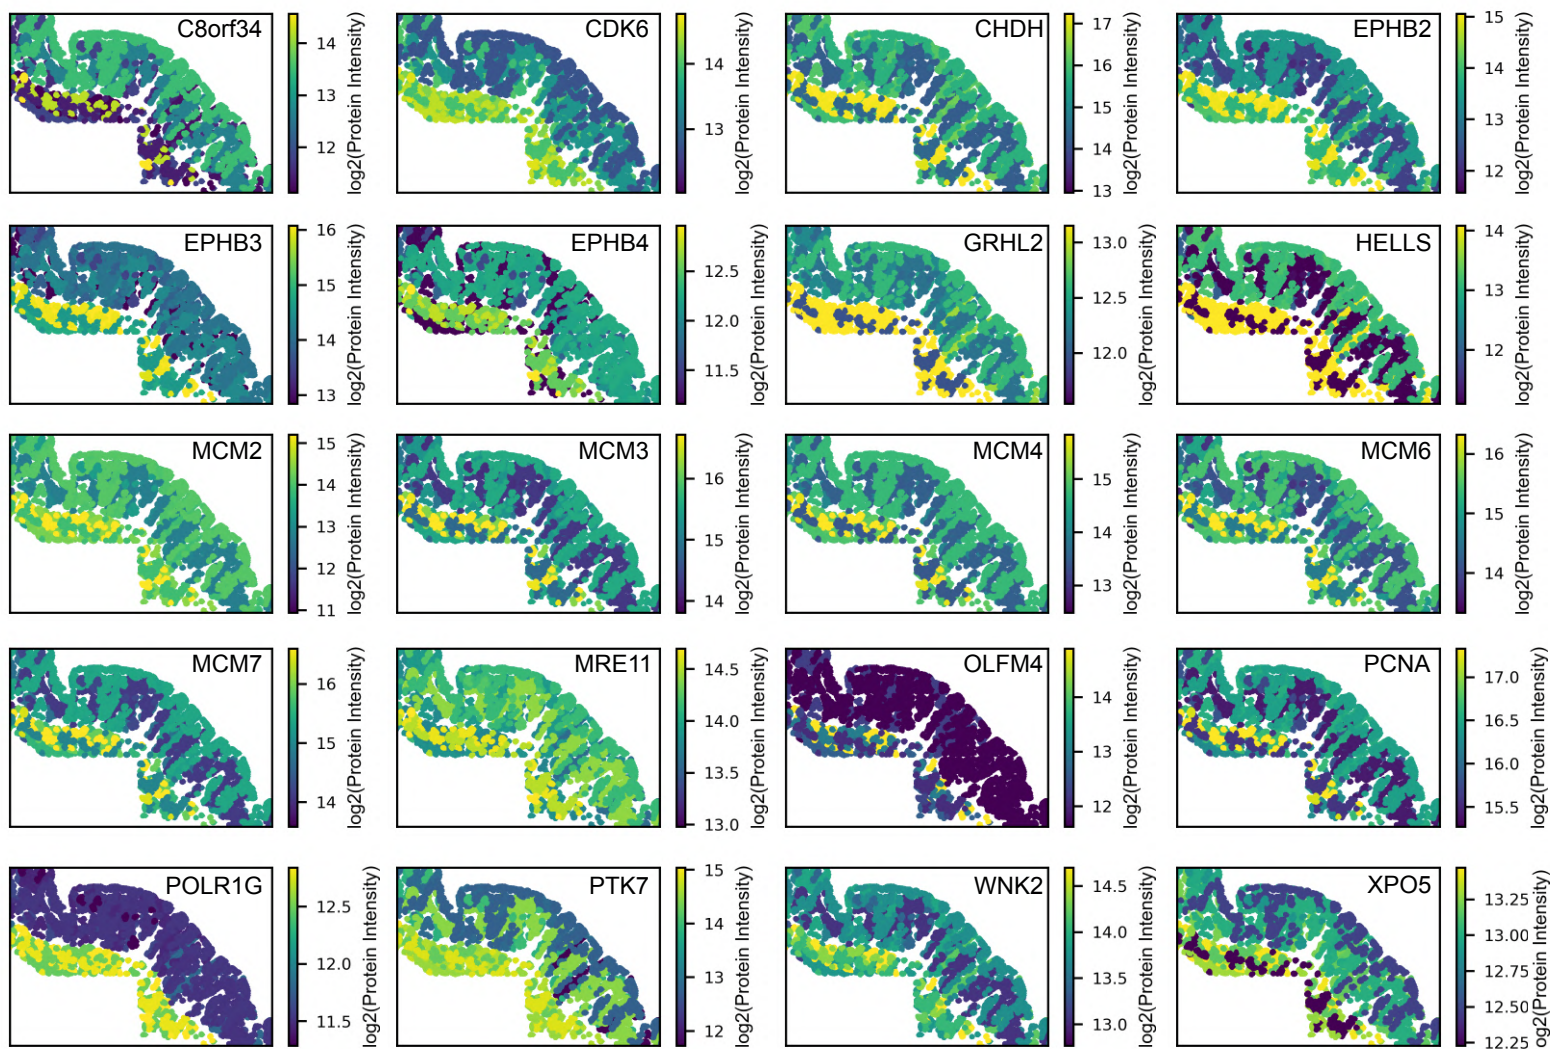 C8orf34
14
13
12
log2(Protein Intensity)
CDK6
14
13
log2(Protein Intensity)
CHDH
17
16
15
14
13
log2(Protein Intensity)
EPHB2
15
14
13
12
log2(Protein Intensity)
EPHB3
16
15
14
13
log2(Protein Intensity)
EPHB4
12.5
12.0
11.5
log2(Protein Intensity)
GRHL2
13.0
12.5
12.0
log2(Protein Intensity)
HELLS
14
13
12
log2(Protein Intensity)
MCM2
15
14
13
12
11
log2(Protein Intensity)
MCM3
16
15
14
log2(Protein Intensity)
MCM4
15
14
13
log2(Protein Intensity)
MCM6
16
15
14
log2(Protein Intensity)
MCM7
16
15
14
log2(Protein Intensity)
MRE11
14.5
14.0
13.5
13.0
log2(Protein Intensity)
OLFM4
14
13
12
log2(Protein Intensity)
PCNA
17.0
16.5
16.0
15.5
log2(Protein Intensity)
POLR1G
12.5
12.0
11.5
log2(Protein Intensity)
PTK7
15
14
13
12
log2(Protein Intensity)
WNK2
14.5
14.0
13.5
13.0
log2(Protein Intensity)
XPO5
13.25
13.00
12.75
12.50
12.25
og2(Protein Intensity)